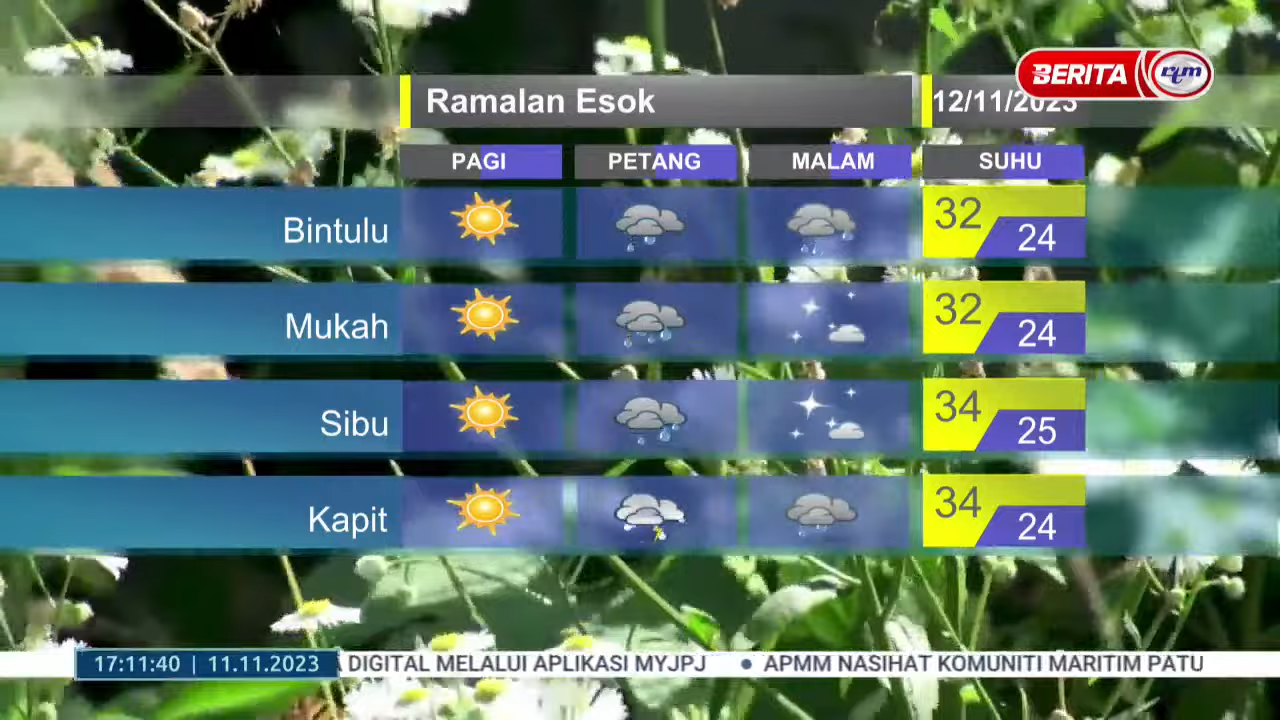 BERITA rtm
Ramalan Esok 12/11/2023
PAGI PETANG MALAM SUHU
Bintulu 32 24
Mukah 32 24
Sibu 34 25
Kapit 34 24
17:11:40 | 11.11.2023 DIGITAL MELALUI APLIKASI MYJPJ • APMM NASIHAT KOMUNITI MARITIM PATU